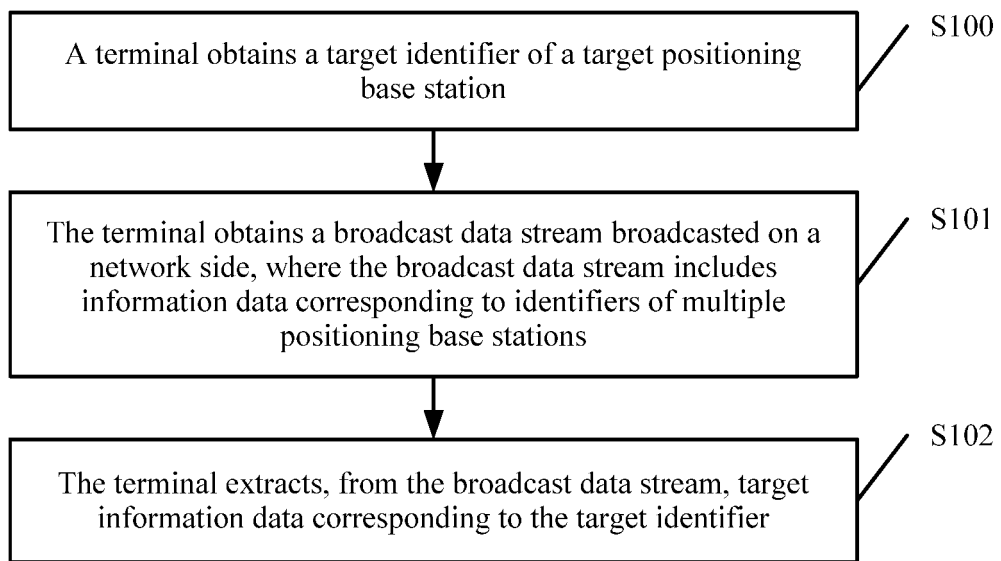 S100
A terminal obtains a target identifier of a target positioning
base station
S101
The terminal obtains a broadcast data stream broadcasted on a
network side, where the broadcast data stream includes
information data corresponding to identifiers of multiple
positioning base stations
S102
The terminal extracts, from the broadcast data stream, target
information data corresponding to the target identifier